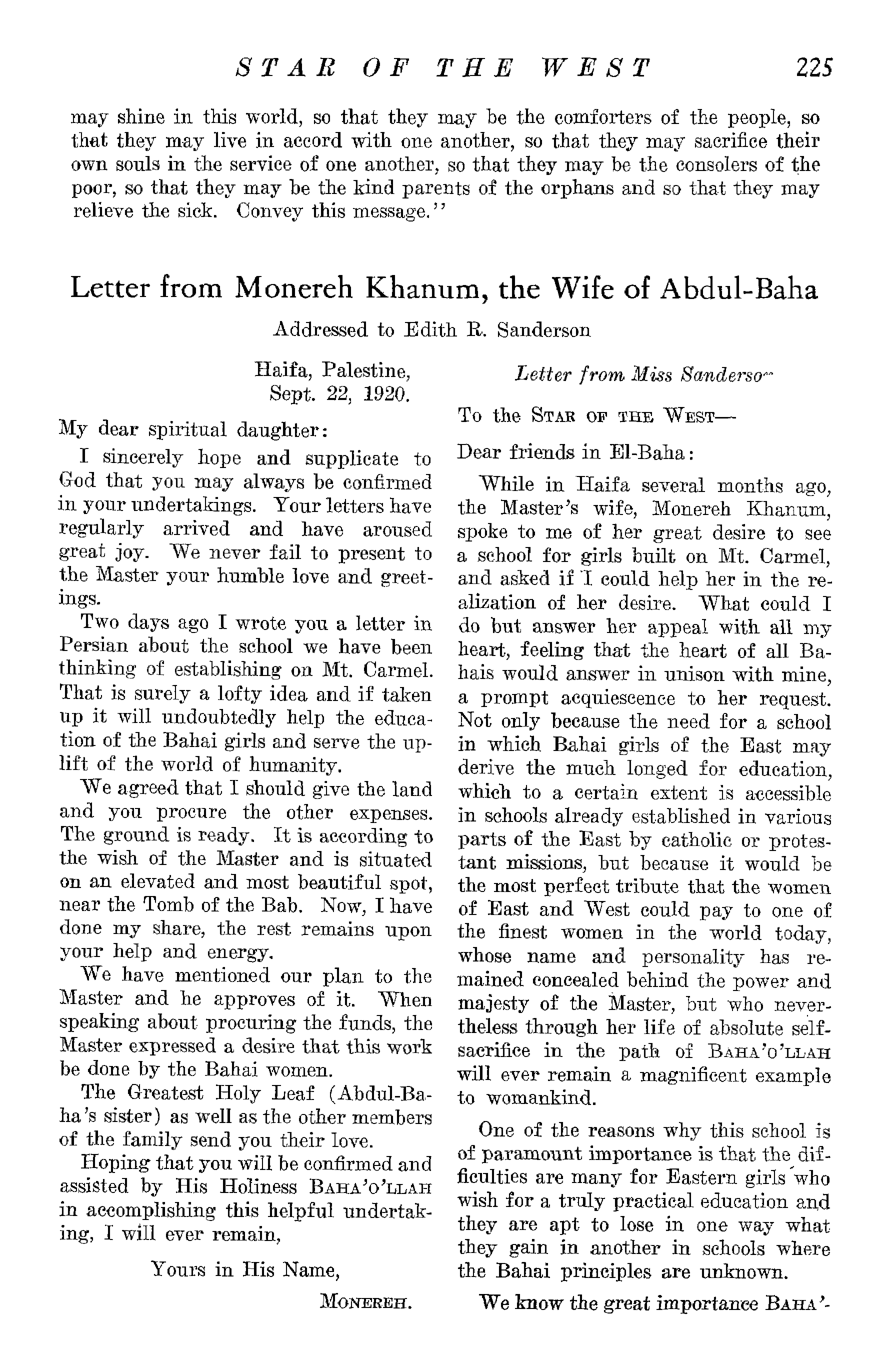 STAR OF THE WEST 225
may shine in this world, so that they may be the comforters of the people, so
that they may live in accord with one another, so that they may sacrifice their
own souls in the service of one another, so that they may be the consolers of the
poor, so that they may be the kind parents of the orphans and so that they may
relieve the sick. Convey this message.''
Letter from Monereh Khanum, the Wife of Abdul-Baha
Addressed to Edith R. Sanderson
Haifa, Palestine,
Sept. 22, 1920.
My dear spiritual daughter:
I sincerely hope and supplicate to
God that you may always be confirmed
in your undertakings. Your letters have
regularly arrived and have aroused
great joy. We never fail to present to
the Master your humble love and greet-
ings.
Two days ago I wrote you a letter in
Persian about the school we have been
thinking of establishing on Mt. Carmel.
That is surely a lofty idea and if taken
up it will undoubtedly help the educa-
tion of the Bahai girls and serve the up-
lift of the world of humanity.
We agreed that I should give the land
and you procure the other expenses.
The ground is ready. It is according to
the wish of the Master and is situated
on an elevated and most beautiful spot,
near the Tomb of the Bab. Now, I have
done my share, the rest remains upon
your help and energy.
We have mentioned our plan to the
Master and he approves of it. When
speaking about procuring the funds, the
Master expressed a desire that this work
be done by the Bahai women.
The Greatest Holy Leaf (Abdul-Ba-
ha's sister) as well as the other members
of the family send you their love.
Hoping that you will be confirmed and
assisted by His Holiness BAHA'O'LLAH
in accomplishing this helpful undertak-
ing, I will ever remain,
Yours in His Name,
MONEREH.
Letter from Miss Sanderso
To the STAR OF THE WEST—
Dear friends in El-Baha:
While in Haifa several months ago,
the Master's wife, Monereh Khanum,
spoke to me of her great desire to see
a school for girls built on Mt. Carmel,
and asked if I could help her in the re-
alization of her desire. What could I
do but answer her appeal with all my
heart, feeling that the heart of all Ba-
hais would answer in unison with mine,
a prompt acquiescence to her request.
Not only because the need for a school
in which Bahai girls of the East may
derive the much longed for education,
which to a certain extent is accessible
in schools already established in various
parts of the East by catholic or protes-
tant missions, but because it would be
the most perfect tribute that the women
of East and West could pay to one of
the finest women in the world today,
whose name and personality has re-
mained concealed behind the power and
majesty of the Master, but who never-
theless through her life of absolute self-
sacrifice in the path of BAHA'O'LLAH
will ever remain a magnificent example
to womankind.
One of the reasons why this school is
of paramount importance is that the dif-
ficulties are many for Eastern girls who
wish for a truly practical education and
they are apt to lose in one way what
they gain in another in schools where
the Bahai principles are unknown.
We know the great importance BAHA'-